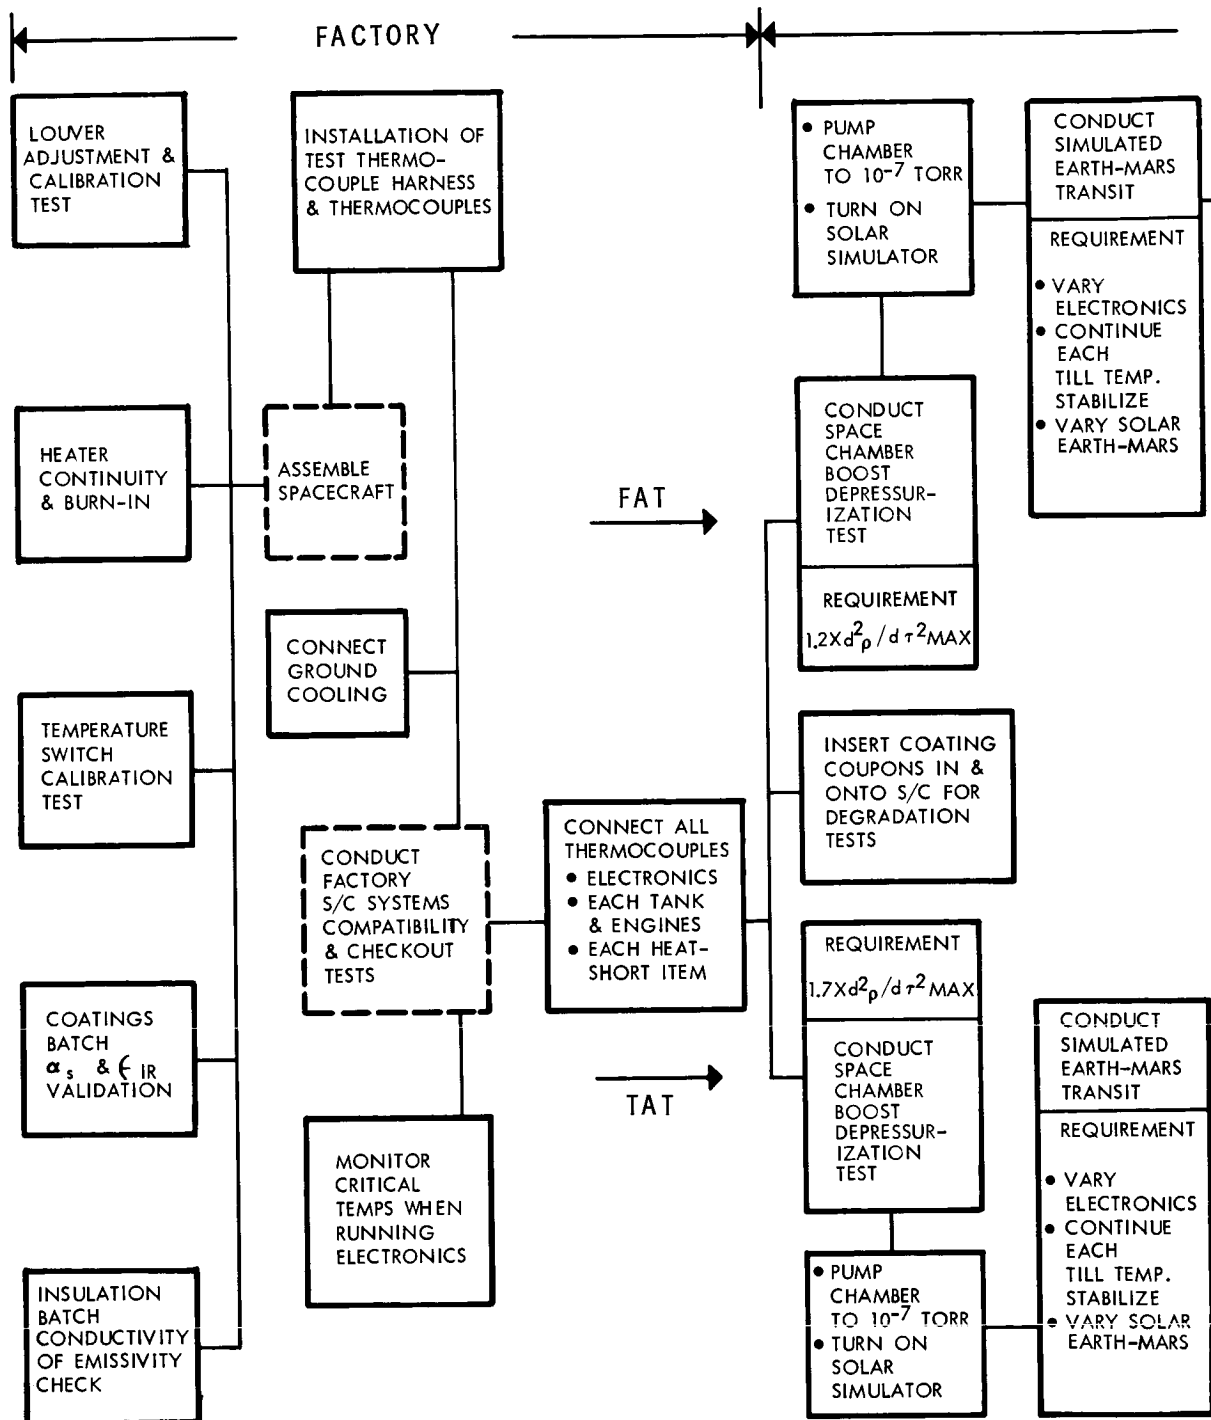 FACTORY
LOUVER
ADJUSTMENT &
CALIBRATION
TEST
HEATER
CONTINUITY
& BURN-IN
TEMPERATURE
SWITCH
CALIBRATION
TEST
COATINGS
BATCH
α s & ϵ IR
VALIDATION
INSULATION
BATCH
CONDUCTIVITY
OF EMISSIVITY
CHECK
INSTALLATION OF
TEST THERMO-
COUPLE HARNESS
& THERMOCOUPLES
ASSEMBLE
SPACECRAFT
CONNECT
GROUND
COOLING
CONDUCT
FACTORY
S/C SYSTEMS
COMPATIBILITY
& CHECKOUT
TESTS
MONITOR
CRITICAL
TEMPS WHEN
RUNNING
ELECTRONICS
CONNECT ALL
THERMOCOUPLES
• ELECTRONICS
• EACH TANK
& ENGINES
• EACH HEAT-
SHORT ITEM
FAT
TAT
• PUMP
CHAMBER
TO 10⁻⁷ TORR
• TURN ON
SOLAR
SIMULATOR
CONDUCT
SIMULATED
EARTH-MARS
TRANSIT
REQUIREMENT
• VARY
ELECTRONICS
• CONTINUE
EACH
TILL TEMP.
STABILIZE
• VARY SOLAR
EARTH-MARS
CONDUCT
SPACE
CHAMBER
BOOST
DEPRESSUR-
IZATION
TEST
REQUIREMENT
1.2Xd²ρ/dτ²MAX
INSERT COATING
COUPONS IN &
ONTO S/C FOR
DEGRADATION
TESTS
REQUIREMENT
1.7Xd²ρ/dτ²MAX
CONDUCT
SPACE
CHAMBER
BOOST
DEPRESSUR-
IZATION
TEST
• PUMP
CHAMBER
TO 10⁻⁷ TORR
• TURN ON
SOLAR
SIMULATOR
CONDUCT
SIMULATED
EARTH-MARS
TRANSIT
REQUIREMENT
• VARY
ELECTRONICS
• CONTINUE
EACH
TILL TEMP.
STABILIZE
• VARY SOLAR
EARTH-MARS